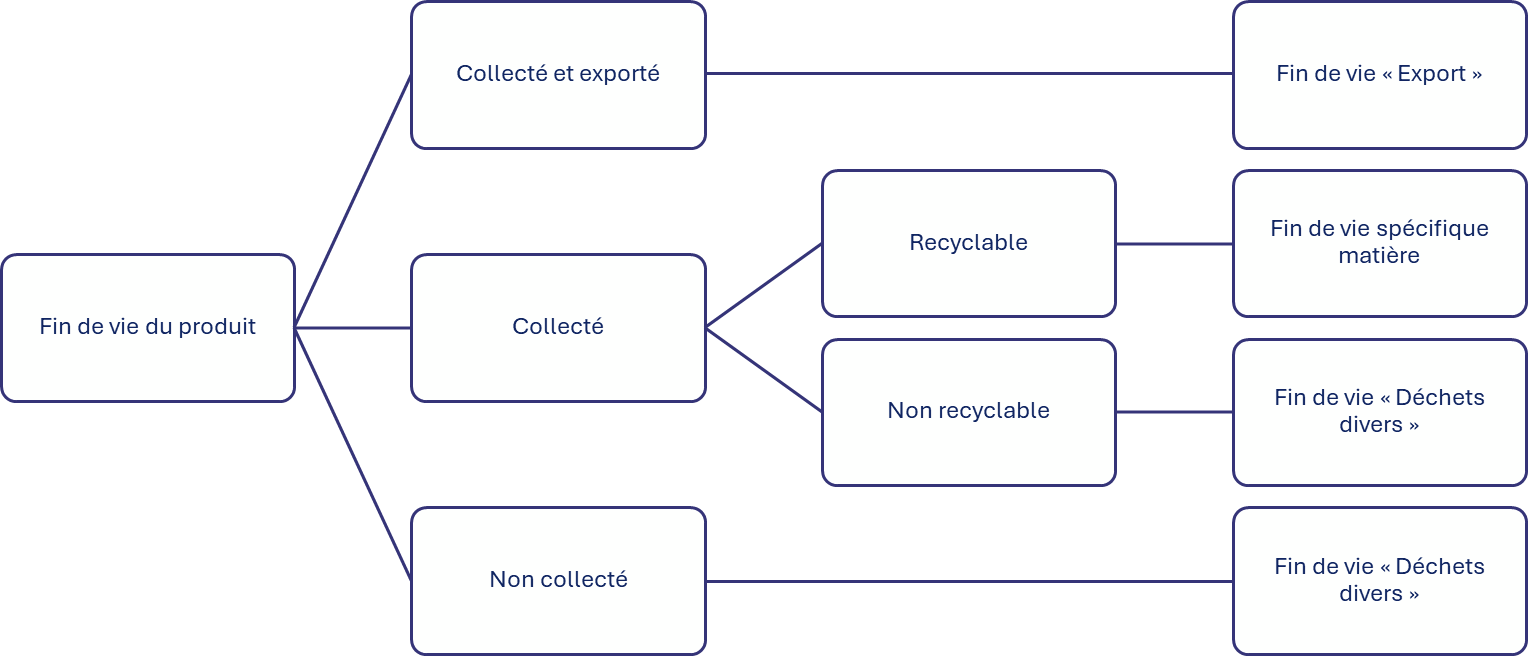 Collecté et exporté
Fin de vie « Export »
Recyclable
Fin de vie spécifique
matière
Fin de vie du produit
Collecté
Non recyclable
Fin de vie « Déchets
divers »
Non collecté
Fin de vie « Déchets
divers »